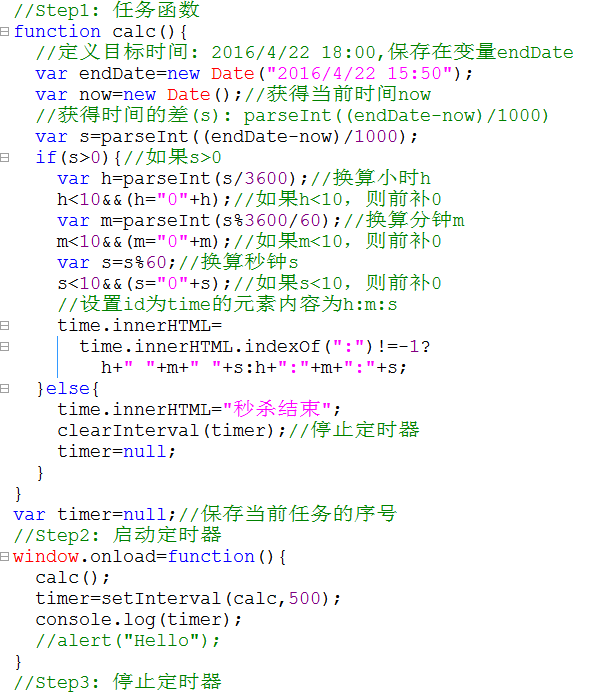 //Step1: 任务函数
function calc(){
  //定义目标时间: 2016/4/22 18:00,保存在变量endDate
  var endDate=new Date("2016/4/22 15:50");
  var now=new Date();//获得当前时间now
  //获得时间的差(s): parseInt((endDate-now)/1000)
  var s=parseInt((endDate-now)/1000);
  if(s>0){//如果s>0
    var h=parseInt(s/3600);//换算小时h
    h<10&&(h="0"+h);//如果h<10, 则前补0
    var m=parseInt(s%3600/60);//换算分钟m
    m<10&&(m="0"+m);//如果m<10, 则前补0
    var s=s%60;//换算秒钟s
    s<10&&(s="0"+s);//如果s<10, 则前补0
    //设置id为time的元素内容为h:m:s
    time.innerHTML=
      time.innerHTML.indexOf(":")!=-1?
        h+" "+m+" "+s:h+":"+m+":"+s;
  }else{
    time.innerHTML="秒杀结束";
    clearInterval(timer);//停止定时器
    timer=null;
  }
}
var timer=null;//保存当前任务的序号
//Step2: 启动定时器
window.onload=function(){
  calc();
  timer=setInterval(calc,500);
  console.log(timer);
  //alert("Hello");
}
//Step3: 停止定时器